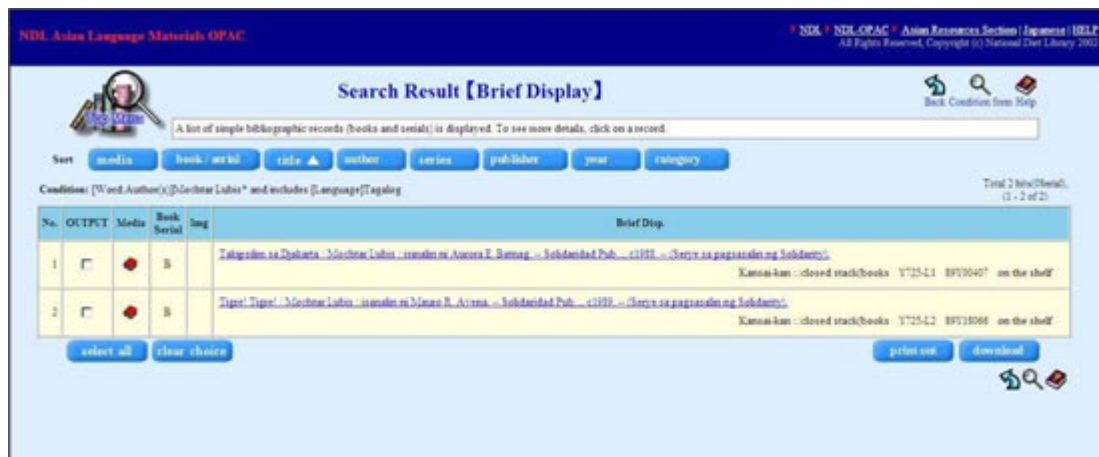 NDL Asian Language Materials OPAC
NDL NDL-OPAC Asian Resources Section | Japanese | HELP
All Rights Reserved, Copyright (c) National Diet Library 2002
Search Result【Brief Display】
Back Condition form Help
A list of simple bibliographic records (books and serials) is displayed. To see more details, click on a record.
Sort media book / serial title ▲ author series publisher year category
Condition: [Word:Author(s)]Mochtar Lubis* and includes [Language]Tagalog
Total 2 hits
(1 - 2 of 2)
No. OUTPUT Media Book Serial Img Brief Disp.
1 B Takipsilim sa Djakarta : Mochtar Lubis ; isinalin ni Aurora E. Batnag. -- Solidaridad Pub., c1988. -- (Serye sa pagsasalin ng Solidarity).
Kansai-kan : closed stack(books Y725-L1 on the shelf
2 B Tigre! Tigre! : Mochtar Lubis ; isinalin ni R. Avena. -- Solidaridad Pub., c1989. -- (Serye sa pagsasalin ng Solidarity).
Kansai-kan : closed stack(books Y725-L2 on the shelf
select all clear choice print out download